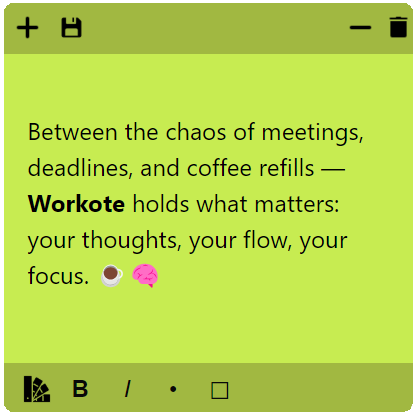 Between the chaos of meetings,
deadlines, and coffee refills —
Workote holds what matters:
your thoughts, your flow, your
focus. ☕ 🧠
B I • □